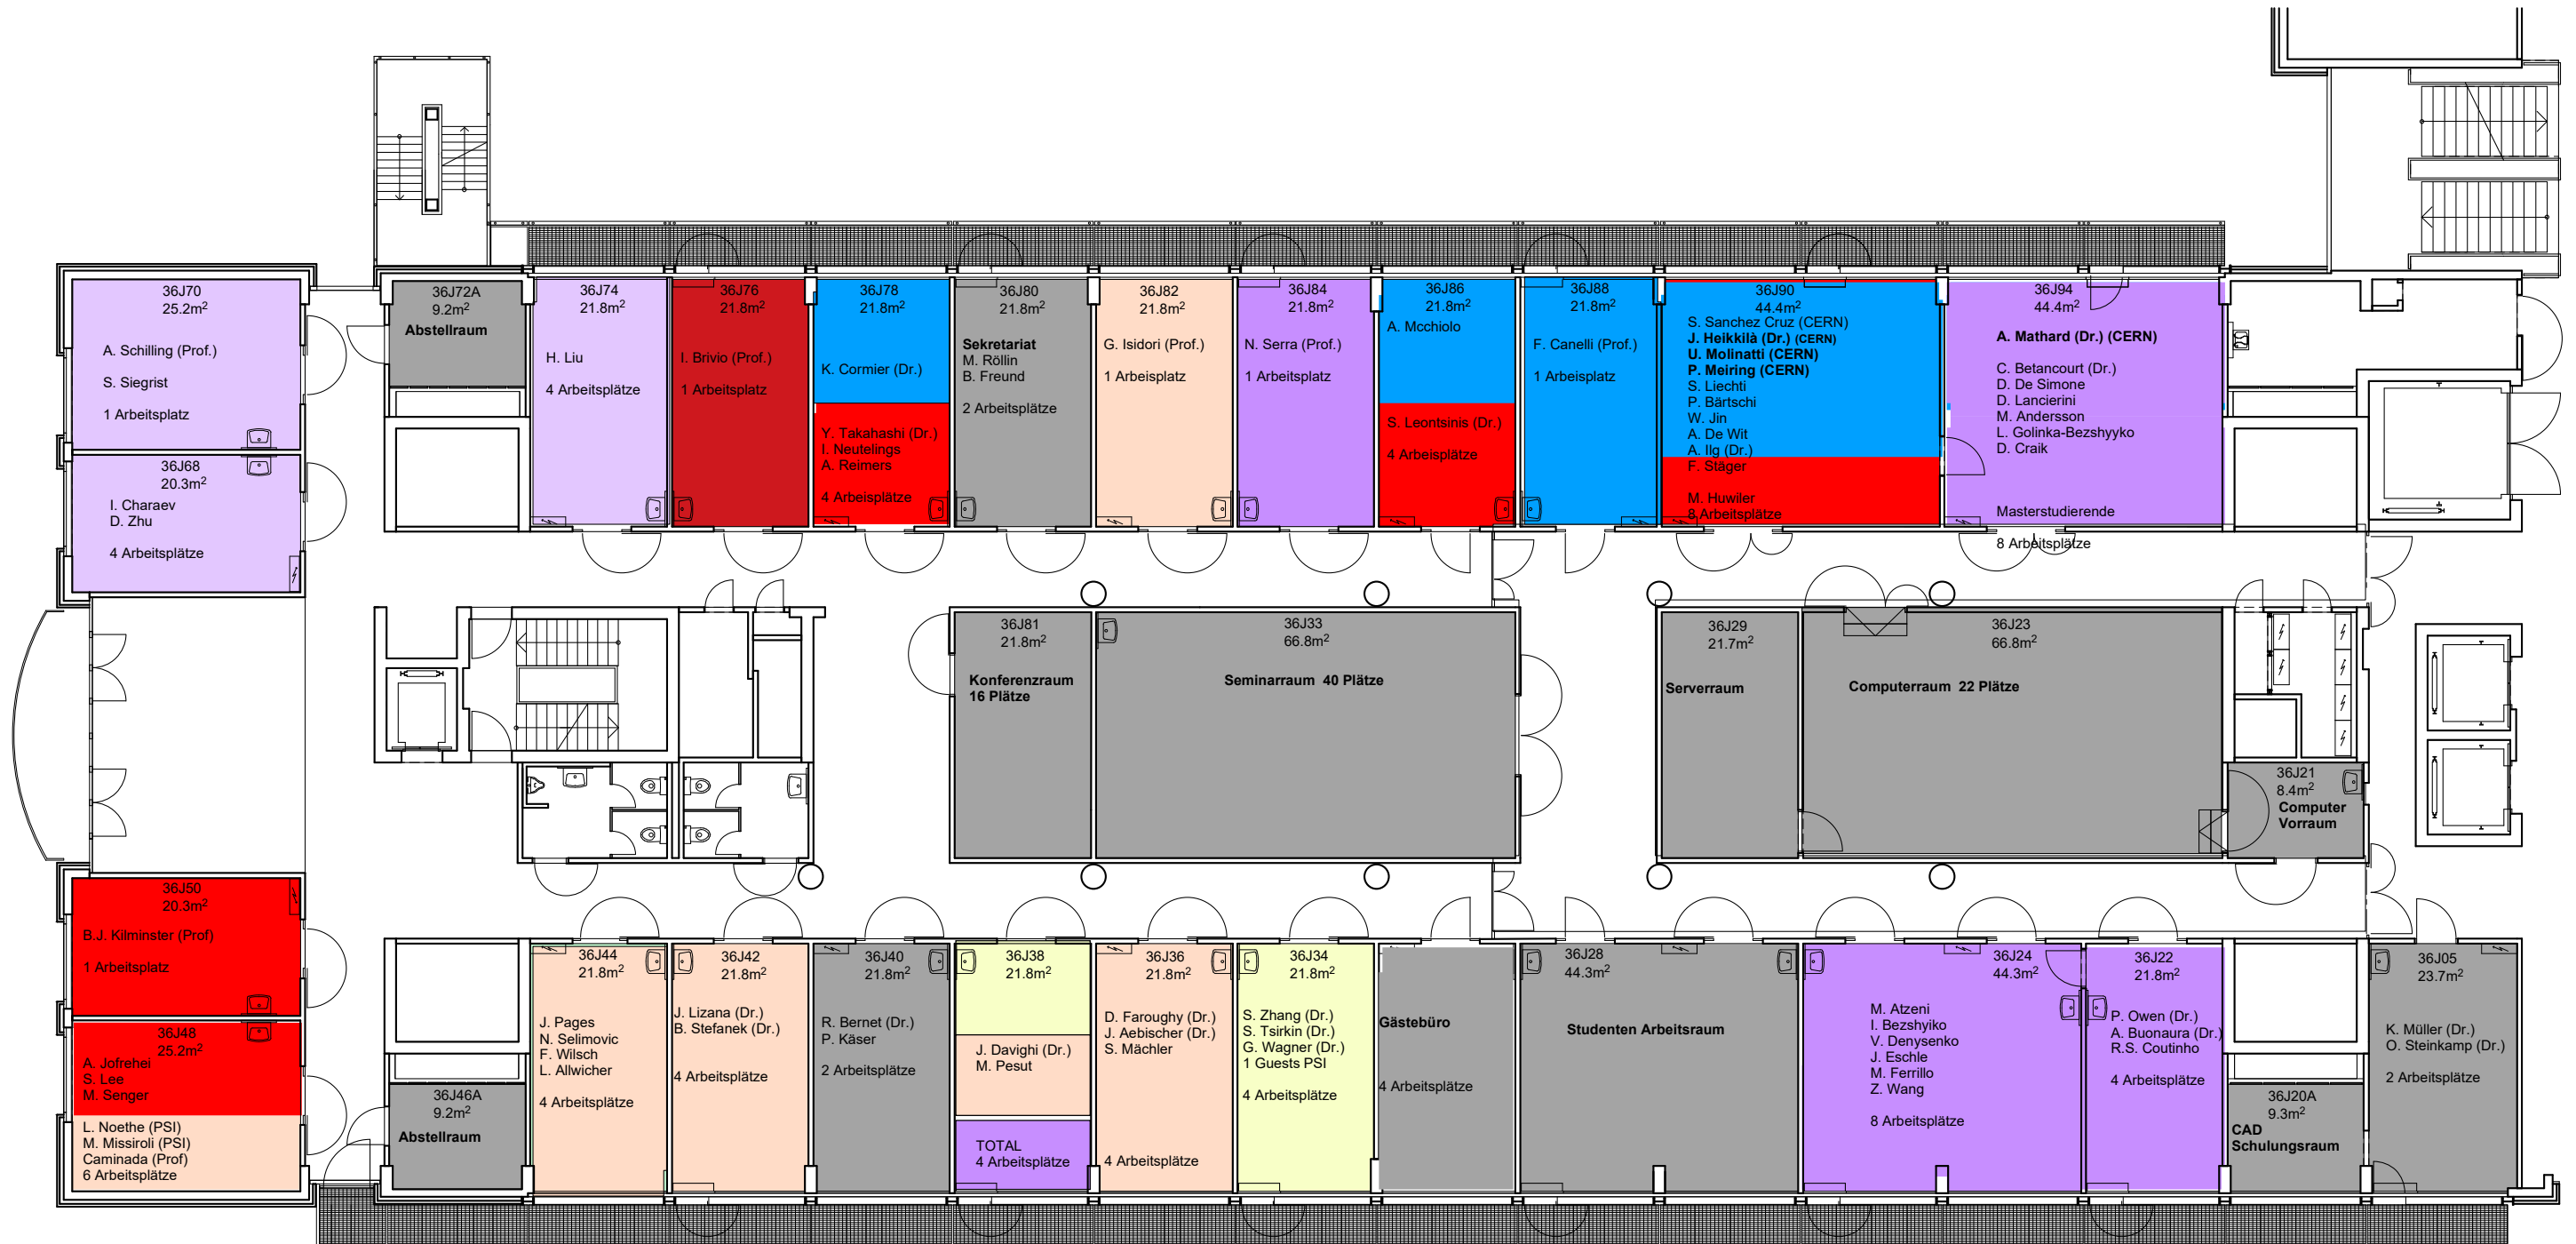 36J70
25.2m²
A. Schilling (Prof.)
S. Siegrist
1 Arbeitsplatz
36J68
20.3m²
I. Charaev
D. Zhu
4 Arbeitsplätze
36J72A
9.2m²
Abstellraum
36J74
21.8m²
H. Liu
4 Arbeitsplätze
36J76
21.8m²
I. Brivio (Prof.)
1 Arbeitsplatz
36J78
21.8m²
K. Cormier (Dr.)
Y. Takahashi (Dr.)
I. Neutelings
A. Reimers
4 Arbeisplätze
36J80
21.8m²
Sekretariat
M. Röllin
B. Freund
2 Arbeitsplätze
36J82
21.8m²
G. Isidori (Prof.)
1 Arbeisplatz
36J84
21.8m²
N. Serra (Prof.)
1 Arbeitsplatz
36J86
21.8m²
A. Mcchiolo
S. Leontsinis (Dr.)
4 Arbeisplätze
36J88
21.8m²
F. Canelli (Prof.)
1 Arbeisplatz
36J90
44.4m²
S. Sanchez Cruz (CERN)
J. Heikkilà (Dr.) (CERN)
U. Molinatti (CERN)
P. Meiring (CERN)
S. Liechti
P. Bärtschi
W. Jin
A. De Wit
A. Ilg (Dr.)
F. Stäger
M. Huwiler
8 Arbeitsplätze
36J94
44.4m²
A. Mathard (Dr.) (CERN)
C. Betancourt (Dr.)
D. De Simone
D. Lancierini
M. Andersson
L. Golinka-Bezshyyko
D. Craik
Masterstudierende
8 Arbeitsplätze
36J81
21.8m²
Konferenzraum
16 Plätze
36J33
66.8m²
Seminarraum 40 Plätze
36J29
21.7m²
Serverraum
36J23
66.8m²
Computerraum 22 Plätze
36J21
8.4m²
Computer
Vorraum
36J50
20.3m²
B.J. Kilminster (Prof)
1 Arbeitsplatz
36J48
25.2m²
A. Jofrehei
S. Lee
M. Senger
L. Noethe (PSI)
M. Missiroli (PSI)
Caminada (Prof)
6 Arbeitsplätze
36J46A
9.2m²
Abstellraum
36J44
21.8m²
J. Pages
N. Selimovic
F. Wilsch
L. Allwicher
4 Arbeitsplätze
36J42
21.8m²
J. Lizana (Dr.)
B. Stefanek (Dr.)
4 Arbeitsplätze
36J40
21.8m²
R. Bernet (Dr.)
P. Käser
2 Arbeitsplätze
36J38
21.8m²
J. Davighi (Dr.)
M. Pesut
TOTAL
4 Arbeitsplätze
36J36
21.8m²
D. Faroughy (Dr.)
J. Aebischer (Dr.)
S. Mächler
4 Arbeitsplätze
36J34
21.8m²
S. Zhang (Dr.)
S. Tsirkin (Dr.)
G. Wagner (Dr.)
1 Guests PSI
4 Arbeitsplätze
Gästebüro
4 Arbeitsplätze
36J28
44.3m²
Studenten Arbeitsraum
36J24
44.3m²
M. Atzeni
I. Bezshyiko
V. Denysenko
J. Eschle
M. Ferrillo
Z. Wang
8 Arbeitsplätze
36J22
21.8m²
P. Owen (Dr.)
A. Buonaura (Dr.)
R.S. Coutinho
4 Arbeitsplätze
36J20A
9.3m²
CAD
Schulungsraum
36J05
23.7m²
K. Müller (Dr.)
O. Steinkamp (Dr.)
2 Arbeitsplätze